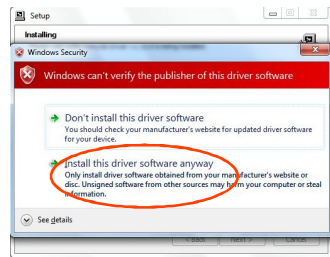 Setup
Installing
Windows Security
Windows can't verify the publisher of this driver software
Don't install this driver software
You should check your manufacturer's website for updated driver software
for your device.
Install this driver software anyway
Only install driver software obtained from your manufacturer's website or
disc. Unsigned software from other sources may harm your computer or steal
information.
See details
< Back Next > Cancel